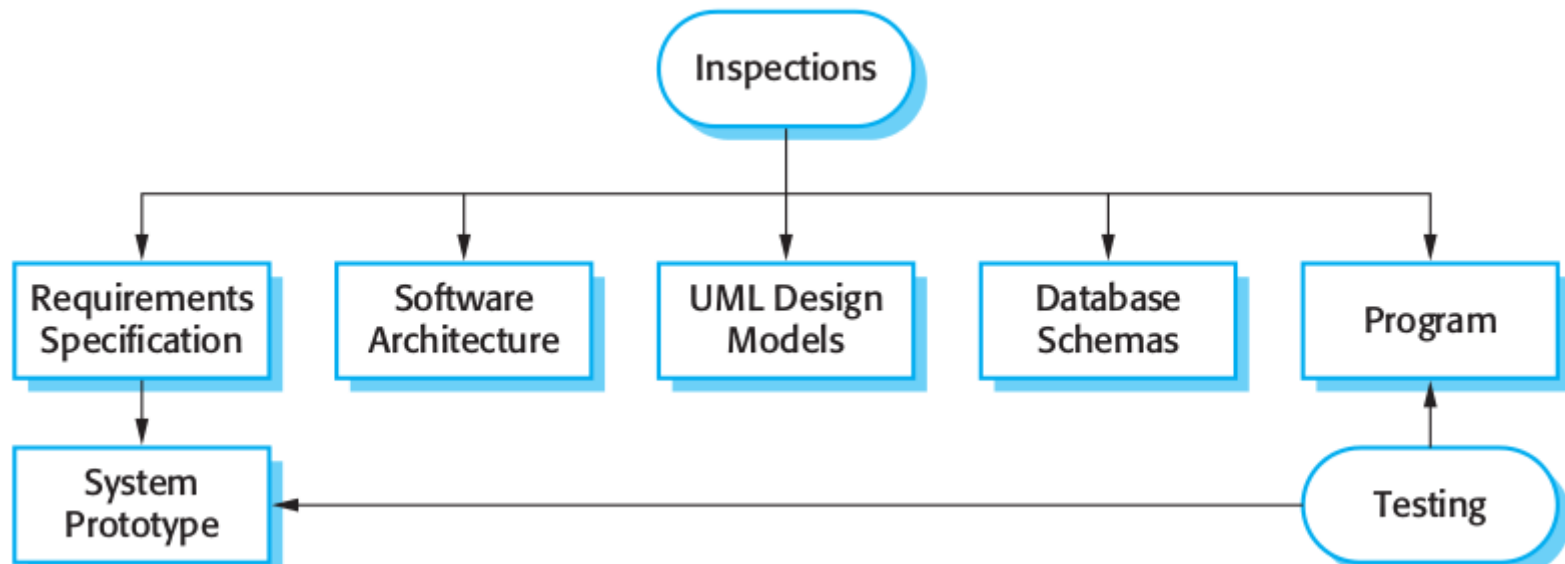 Inspections
Requirements
Specification
Software
Architecture
UML Design
Models
Database
Schemas
Program
System
Prototype
Testing